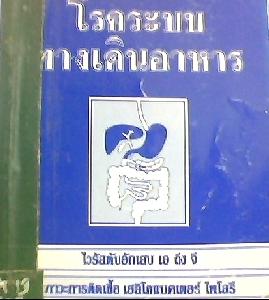 โรคระบบ
ทางเดินอาหาร
ไวรัสตับอักเสบ เอ ถึง จี
ภาวะการติดเชื้อ เฮลิโคแบคเตอร์ ไพโลรี